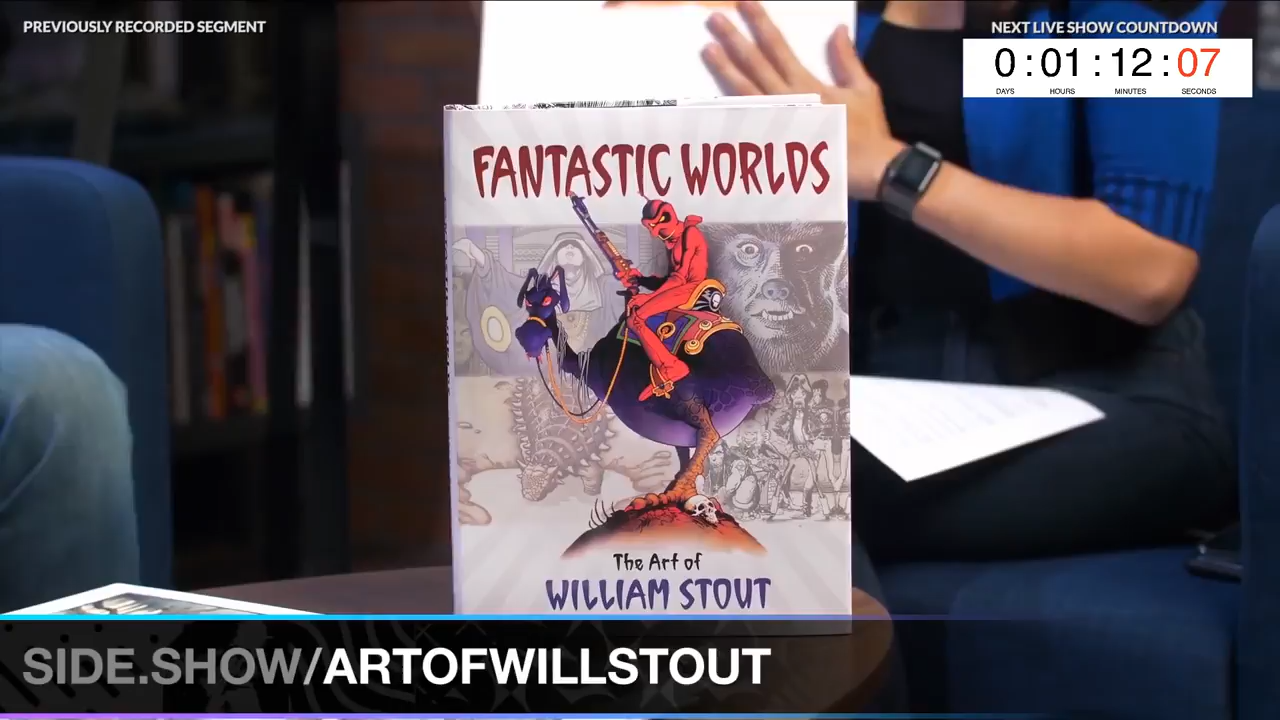 PREVIOUSLY RECORDED SEGMENT
NEXT LIVE SHOW COUNTDOWN
0:01:12:07
DAYS HOURS MINUTES SECONDS
FANTASTIC WORLDS
The Art of
WILLIAM STOUT
SIDE.SHOW/ARTOFWILLSTOUT